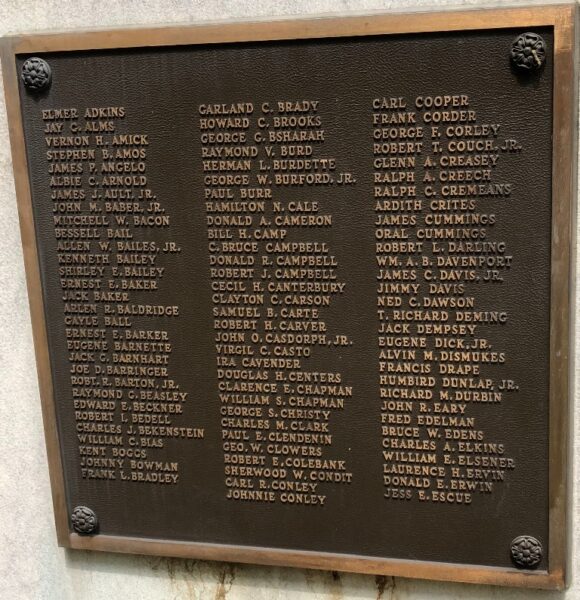 ELMER ADKINS
JAY C. ALMS
VERNON H. AMICK
STEPHEN B. AMOS
JAMES P. ANGELO
ALBIE C. ARNOLD
JAMES J. AULT, JR.
JOHN M. BABER, JR.
MITCHELL W. BACON
BESSELL BAIL
ALLEN W. BAILES, JR.
KENNETH BAILEY
SHIRLEY E. BAILEY
ERNEST E. BAKER
JACK BAKER
ARLEN R. BALDRIDGE
GAYLE BALL
ERNEST E. BARKER
EUGENE BARNETTE
JACK G. BARNHART
JOE D. BARRINGER
ROBT. R. BARTON, JR.
RAYMOND G. BEASLEY
EDWARD E. BECKNER
ROBERT I. BEDELL
CHARLES J. BEKENSTEIN
WILLIAM C. BIAS
KENT BOGGS
JOHNNY BOWMAN
FRANK L. BRADLEY
GARLAND C. BRADY
HOWARD C. BROOKS
GEORGE G. BSHARAH
RAYMOND V. BURD
HERMAN L. BURDETTE
GEORGE W. BURFORD, JR.
PAUL BURR
HAMILTON N. CALE
DONALD A. CAMERON
BILL H. CAMP
C. BRUCE CAMPBELL
DONALD R. CAMPBELL
ROBERT J. CAMPBELL
CECIL H. CANTERBURY
CLAYTON C. CARSON
SAMUEL B. CARTE
ROBERT H. CARVER
JOHN O. CASDORPH, JR.
VIRGIL C. CASTO
IRA CAVENDER
DOUGLAS H. CENTERS
CLARENCE E. CHAPMAN
WILLIAM S. CHAPMAN
GEORGE S. CHRISTY
CHARLES M. CLARK
PAUL E. CLENDENIN
GEO. W. CLOWERS
ROBERT E. COLEBANK
SHERWOOD W. CONDIT
CARL R. CONLEY
JOHNNIE CONLEY
CARL COOPER
FRANK CORDER
GEORGE F. CORLEY
ROBERT T. COUCH, JR.
GLENN A. CREASEY
RALPH A. CREECH
RALPH C. CREMEANS
ARDITH CRITES
JAMES CUMMINGS
ORAL CUMMINGS
ROBERT L. DARLING
WM. A. B. DAVENPORT
JAMES C. DAVIS, JR.
JIMMY DAVIS
NED C. DAWSON
T. RICHARD DEMING
JACK DEMPSEY
EUGENE DICK, JR.
ALVIN M. DISMUKES
FRANCIS DRAPE
HUMBIRD DUNLAP, JR.
RICHARD M. DURBIN
JOHN R. EARY
FRED EDELMAN
BRUCE W. EDENS
CHARLES A. ELKINS
WILLIAM E. ELSENER
LAURENCE H. ERVIN
DONALD E. ERWIN
JESS E. ESCUE